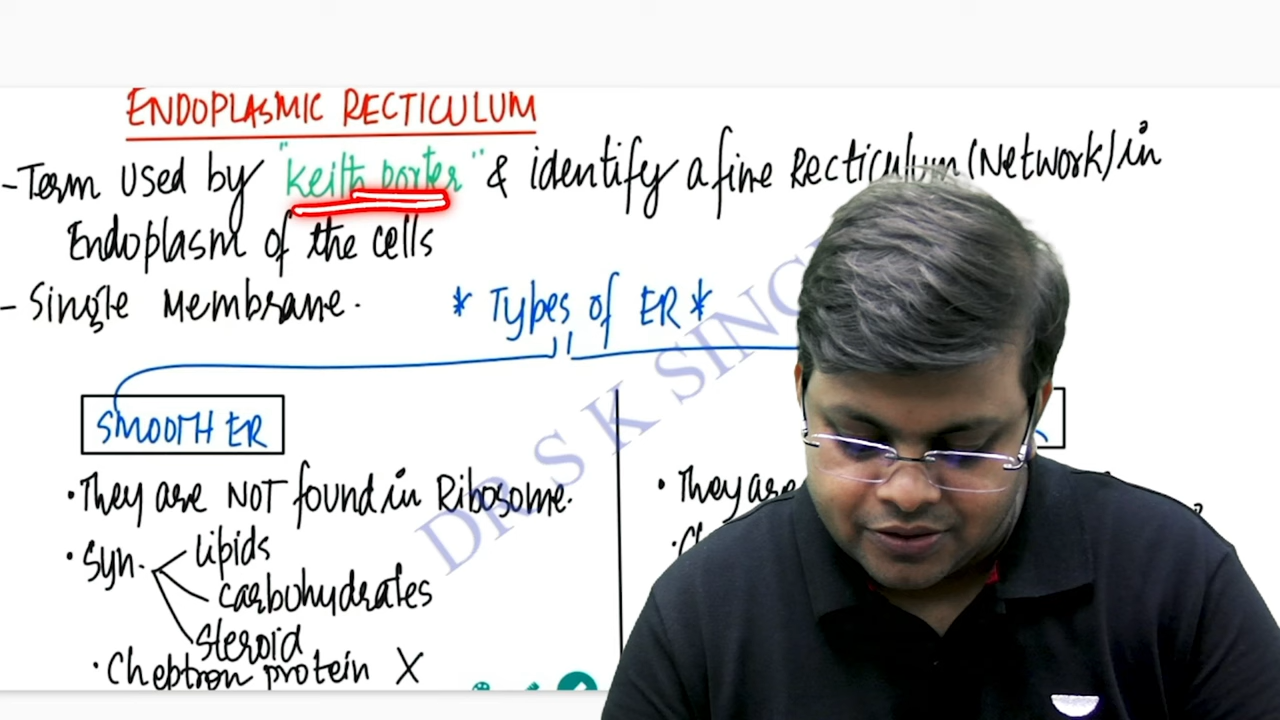 ENDOPLASMIC RECTICULUM
- Term used by "Keith porter" & identify a fine Recticulum (Network) in
Endoplasm of the cells
- Single Membrane.
* Types of ER *
SMOOTH ER
• They are NOT found in Ribosome.
• Syn. lipids
carbohydrates
steroid
• Cheptron protein X
• They are
DR S K SINGH